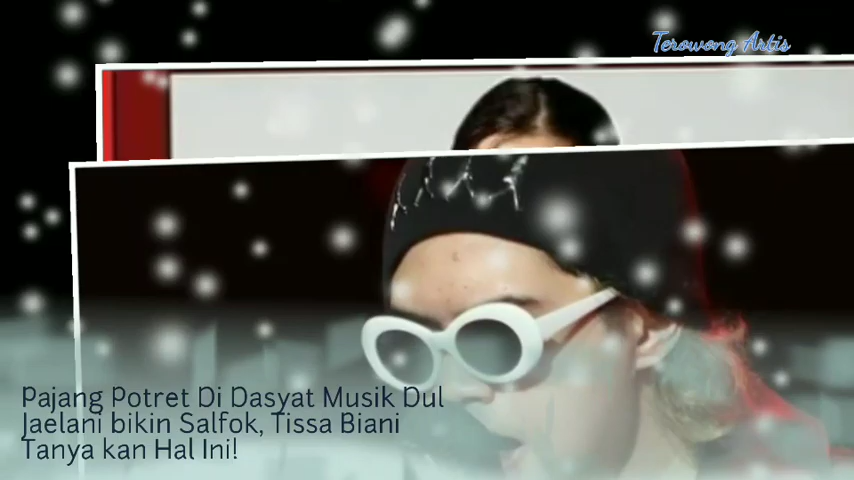 Terowong Artis
Pajang Potret Di Dasyat Musik Dul
Jaelani bikin Salfok, Tissa Biani
Tanya kan Hal Ini!